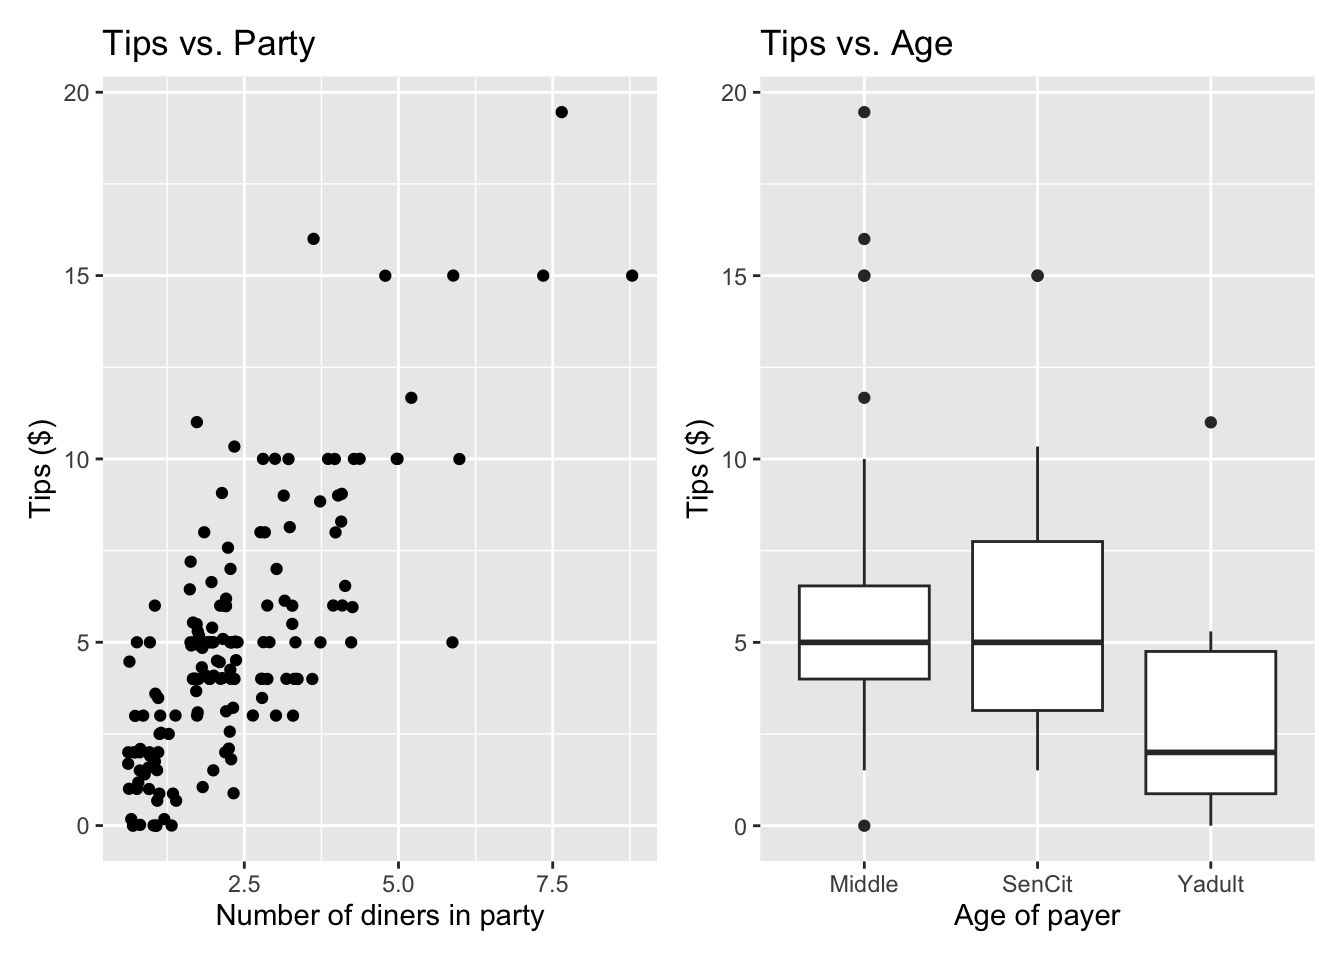 Tips vs. Party
20
15
10
5
0
Tips ($)
2.5 5.0 7.5
Number of diners in party
Tips vs. Age
20
15
10
5
0
Tips ($)
Middle SenCit Yadult
Age of payer